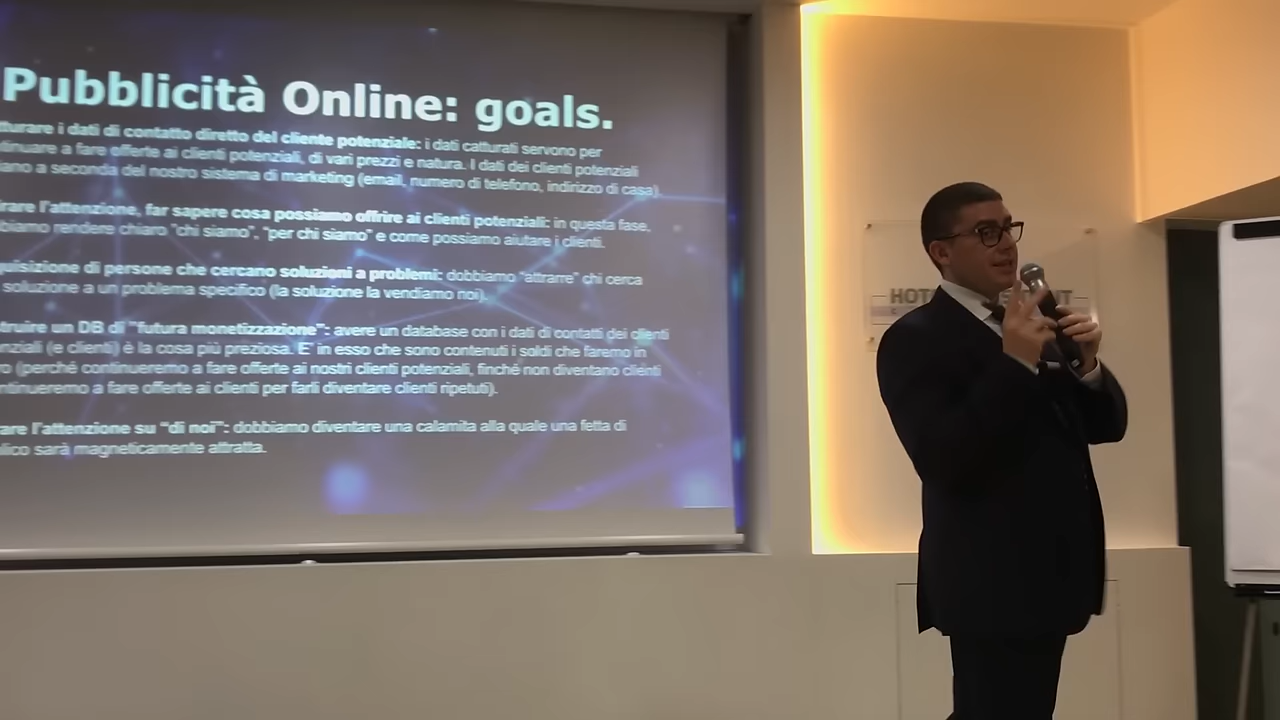 Pubblicità Online: goals.
tturare i dati di contatto diretto del cliente potenziale: i dati catturati servono per
ntinuare a fare offerte ai clienti potenziali, di vari prezzi e natura. I dati dei clienti potenziali
iano a seconda del nostro sistema di marketing (email, numero di telefono, indirizzo di casa).
irare l'attenzione, far sapere cosa possiamo offrire ai clienti potenziali: in questa fase,
bbiamo rendere chiaro "chi siamo", "per chi siamo" e come possiamo aiutare i clienti.
quisizione di persone che cercano soluzioni a problemi: dobbiamo "attrarre" chi cerca
soluzione a un problema specifico (la soluzione la vendiamo noi).
struire un DB di "futura monetizzazione": avere un database con i dati di contatti dei clienti
enziali (e clienti) è la cosa più preziosa. E' in esso che sono contenuti i soldi che faremo in
ro (perché continueremo a fare offerte ai nostri clienti potenziali, finché non diventano clienti
ntinueremo a fare offerte ai clienti per farli diventare clienti ripetuti).
are l'attenzione su "di noi": dobbiamo diventare una calamita alla quale una fetta di
lico sarà magneticamente attratta.
HOT